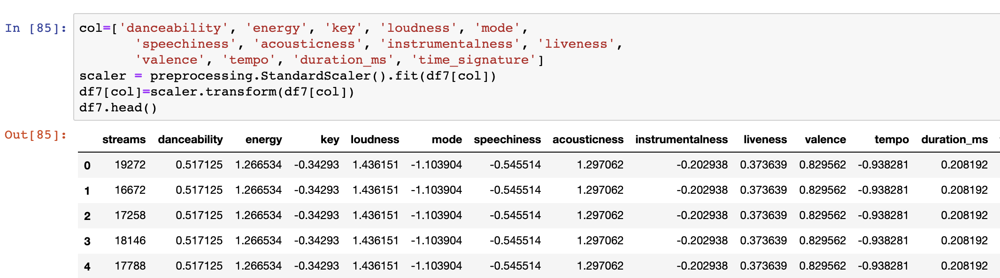 In [85]: col=['danceability', 'energy', 'key', 'loudness', 'mode',
'speechiness', 'acousticness', 'instrumentalness', 'liveness',
'valence', 'tempo', 'duration_ms', 'time_signature']
scaler = preprocessing.StandardScaler().fit(df7[col])
df7[col]=scaler.transform(df7[col])
df7.head()
Out[85]:
streams danceability energy key loudness mode speechiness acousticness instrumentalness liveness valence tempo duration_ms
0 19272 0.517125 1.266534 -0.34293 1.436151 -1.103904 -0.545514 1.297062 -0.202938 0.373639 0.829562 -0.938281 0.208192
1 16672 0.517125 1.266534 -0.34293 1.436151 -1.103904 -0.545514 1.297062 -0.202938 0.373639 0.829562 -0.938281 0.208192
2 17258 0.517125 1.266534 -0.34293 1.436151 -1.103904 -0.545514 1.297062 -0.202938 0.373639 0.829562 -0.938281 0.208192
3 18146 0.517125 1.266534 -0.34293 1.436151 -1.103904 -0.545514 1.297062 -0.202938 0.373639 0.829562 -0.938281 0.208192
4 17788 0.517125 1.266534 -0.34293 1.436151 -1.103904 -0.545514 1.297062 -0.202938 0.373639 0.829562 -0.938281 0.208192